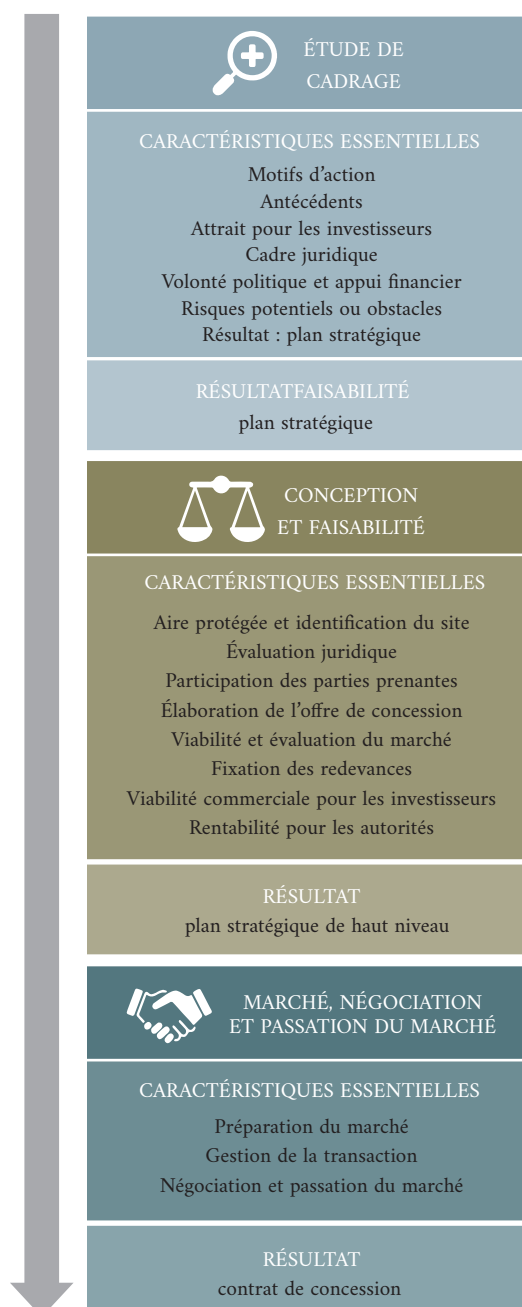 ÉTUDE DE
CADRAGE
CARACTÉRISTIQUES ESSENTIELLES
Motifs d’action
Antécédents
Attrait pour les investisseurs
Cadre juridique
Volonté politique et appui financier
Risques potentiels ou obstacles
Résultat : plan stratégique
RÉSULTATFAISABILITÉ
plan stratégique
CONCEPTION
ET FAISABILITÉ
CARACTÉRISTIQUES ESSENTIELLES
Aire protégée et identification du site
Évaluation juridique
Participation des parties prenantes
Élaboration de l’offre de concession
Viabilité et évaluation du marché
Fixation des redevances
Viabilité commerciale pour les investisseurs
Rentabilité pour les autorités
RÉSULTAT
plan stratégique de haut niveau
MARCHÉ, NÉGOCIATION
ET PASSATION DU MARCHÉ
CARACTÉRISTIQUES ESSENTIELLES
Préparation du marché
Gestion de la transaction
Négociation et passation du marché
RÉSULTAT
contrat de concession